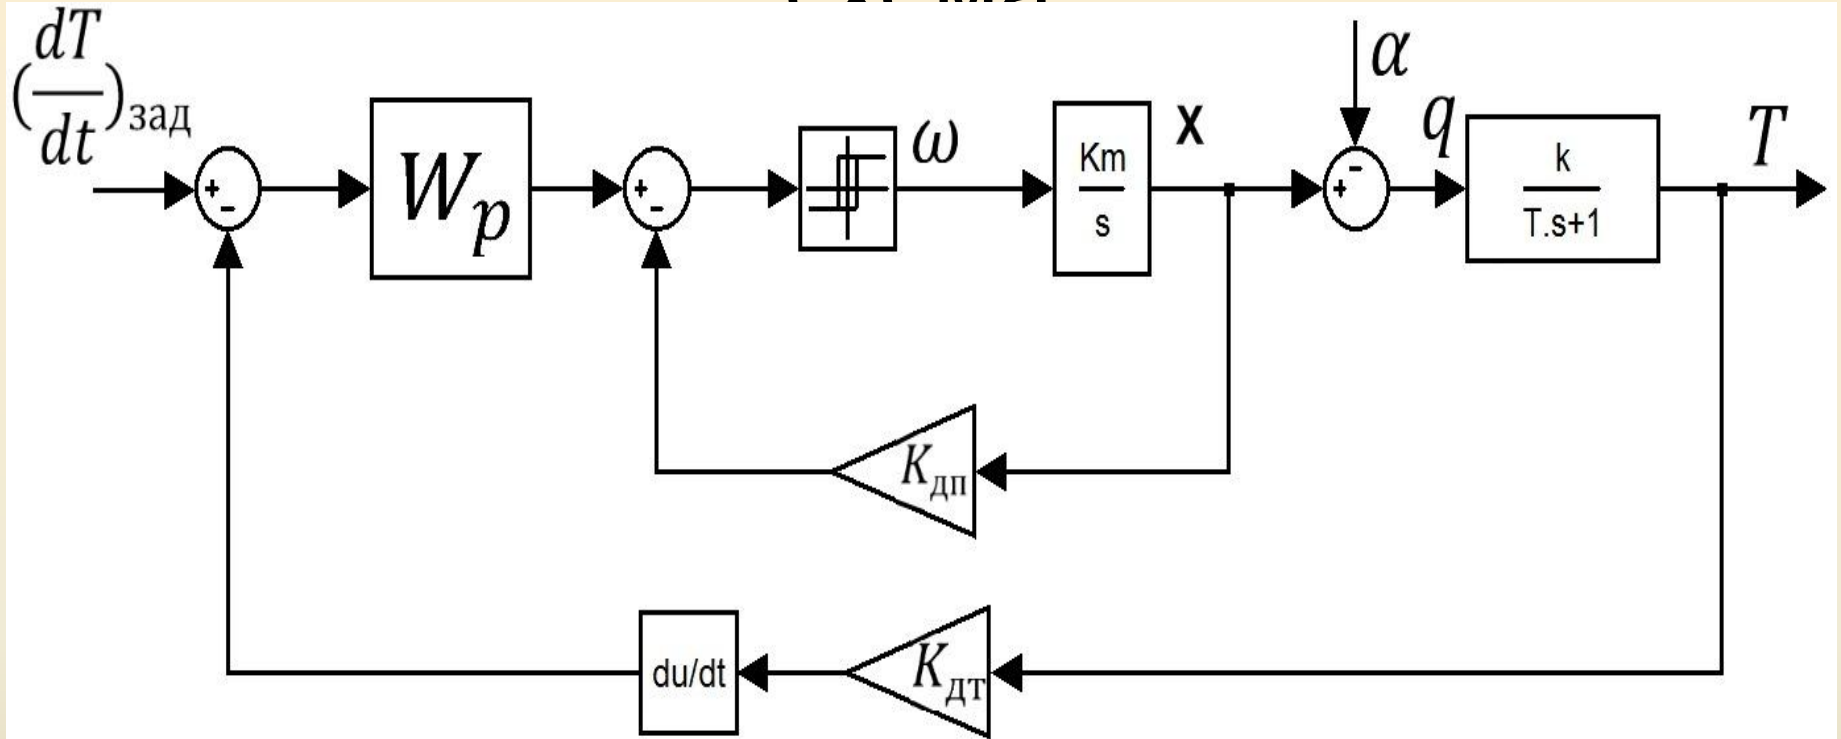 (dT/dt)зад
Wp
ω
Km
s
x
α
q
k
T.s+1
T
+
-
+
-
+
-
Kдп
du/dt
Kдт